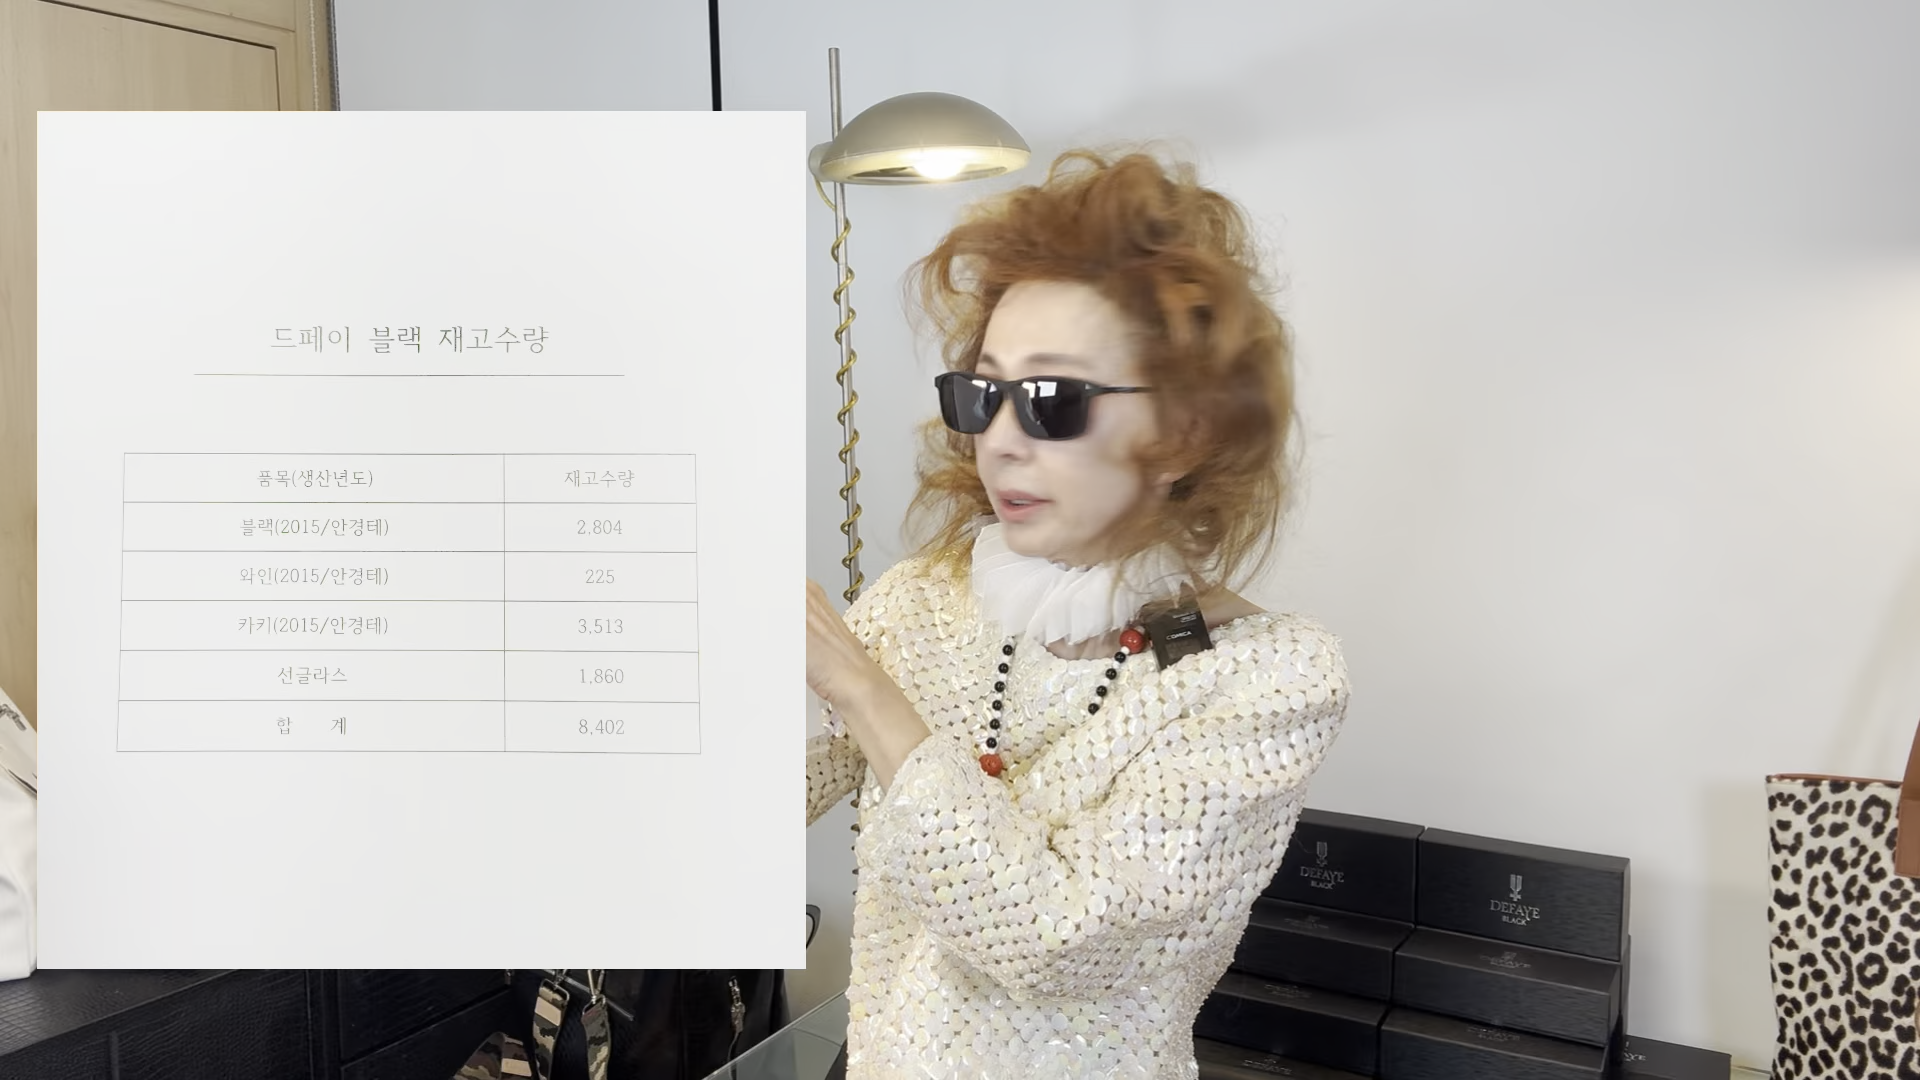 드페이 블랙 재고수량
품목(생산년도) 재고수량
블랙(2015/안경테) 2,804
와인(2015/안경테) 225
카키(2015/안경테) 3,513
선글라스 1,860
합 계 8,402
COMICA
DEFAYE
BLACK
DEFAYE
BLACK